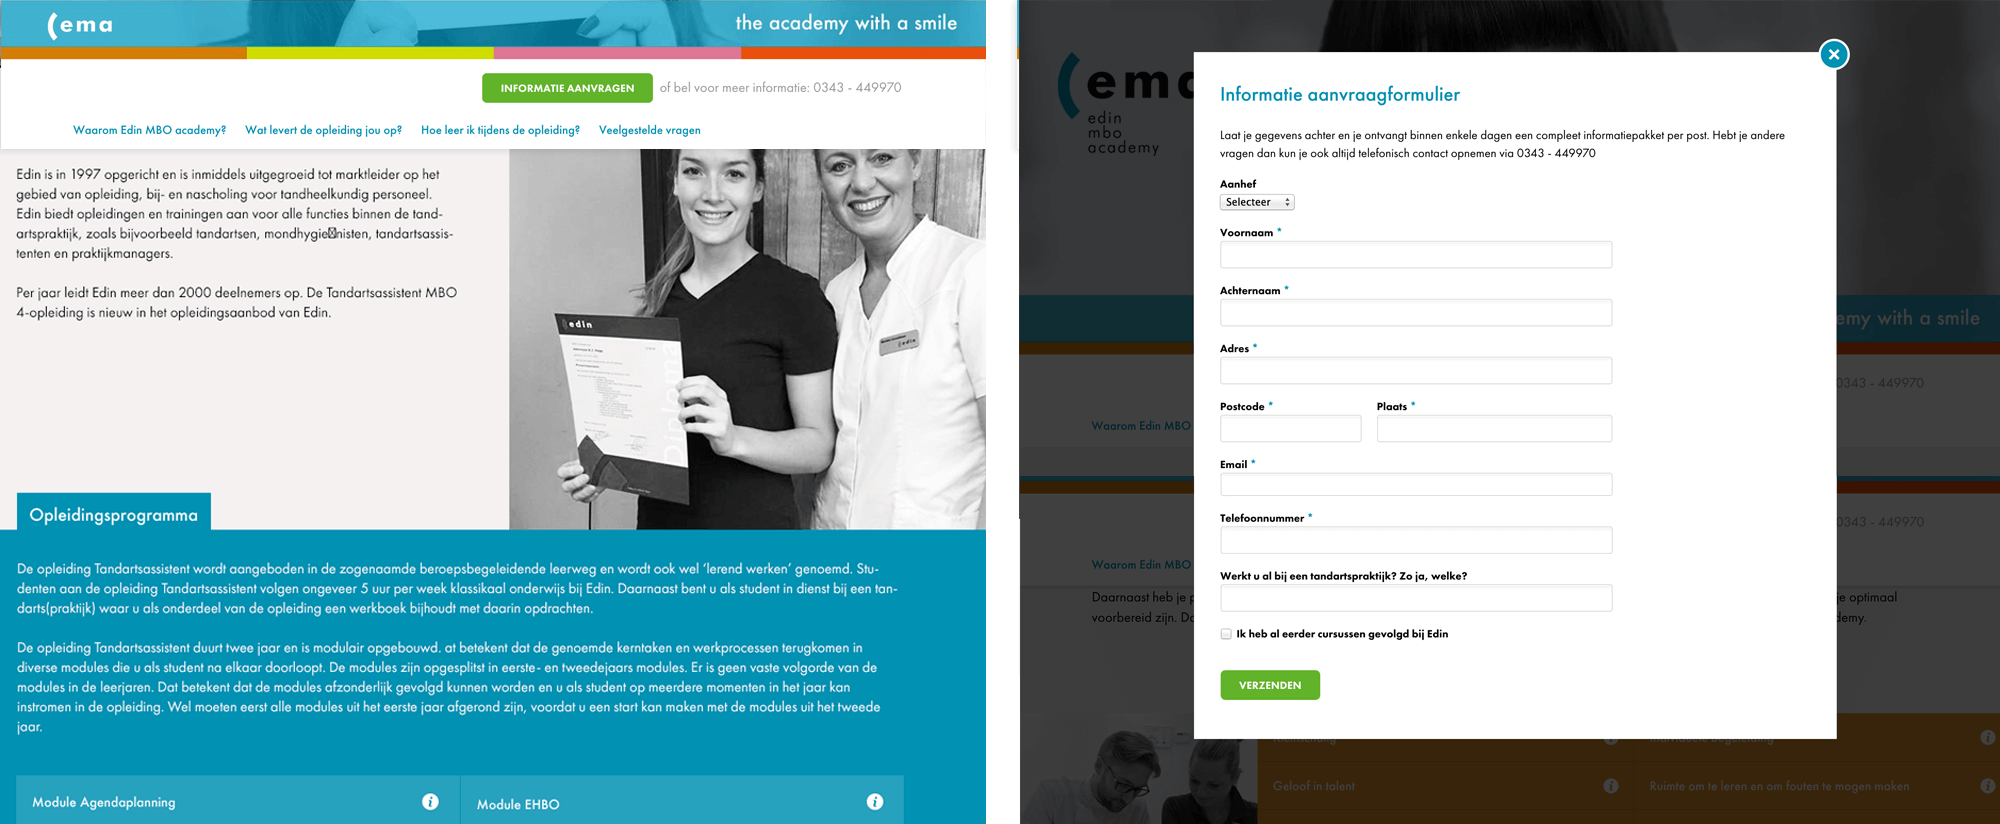 (ema
the academy with a smile
INFORMATIE AANVRAGEN of bel voor meer informatie: 0343 - 449970
Waarom Edin MBO academy? Wat levert de opleiding jou op? Hoe leer ik tijdens de opleiding? Veelgestelde vragen
Edin is in 1997 opgericht en is inmiddels uitgegroeid tot marktleider op het
gebied van opleiding, bij- en nascholing voor tandheelkundig personeel.
Edin biedt opleidingen en trainingen aan voor alle functies binnen de tand-
artspraktijk, zoals bijvoorbeeld tandartsen, mondhygie☒nisten, tandartsassis-
tenten en praktijkmanagers.
Per jaar leidt Edin meer dan 2000 deelnemers op. De Tandartsassistent MBO
4-opleiding is nieuw in het opleidingsaanbod van Edin.
(edin
Diploma
(edin
Opleidingsprogramma
De opleiding Tandartsassistent wordt aangeboden in de zogenaamde beroepsbegeleidende leerweg en wordt ook wel ‘lerend werken’ genoemd. Stu-
denten aan de opleiding Tandartsassistent volgen ongeveer 5 uur per week klassikaal onderwijs bij Edin. Daarnaast bent u als student in dienst bij een tan-
darts(praktijk) waar u als onderdeel van de opleiding een werkboek bijhoudt met daarin opdrachten.
De opleiding Tandartsassistent duurt twee jaar en is modulair opgebouwd. at betekent dat de genoemde kerntaken en werkprocessen terugkomen in
diverse modules die u als student na elkaar doorloopt. De modules zijn opgesplitst in eerste- en tweedejaars modules. Er is geen vaste volgorde van de
modules in de leerjaren. Dat betekent dat de modules afzonderlijk gevolgd kunnen worden en u als student op meerdere momenten in het jaar kan
instromen in de opleiding. Wel moeten eerst alle modules uit het eerste jaar afgerond zijn, voordat u een start kan maken met de modules uit het tweede
jaar.
Module Agendaplanning
Module EHBO
(ema
edin
mbo
academy
emy with a smile
0343 - 449970
Waarom Edin MBO
0343 - 449970
Waarom Edin MBO
Daarnaast heb je p
je optimaal
voorbereid zijn. Do
demy.
Geloof in talent
Ruimte om te leren en om fouten te mogen maken
Informatie aanvraagformulier
Laat je gegevens achter en je ontvangt binnen enkele dagen een compleet informatiepakket per post. Hebt je andere
vragen dan kun je ook altijd telefonisch contact opnemen via 0343 - 449970
Aanhef
Selecteer
Voornaam *
Achternaam *
Adres *
Postcode * Plaats *
Email *
Telefoonnummer *
Werkt u al bij een tandartspraktijk? Zo ja, welke?
Ik heb al eerder cursussen gevolgd bij Edin
VERZENDEN